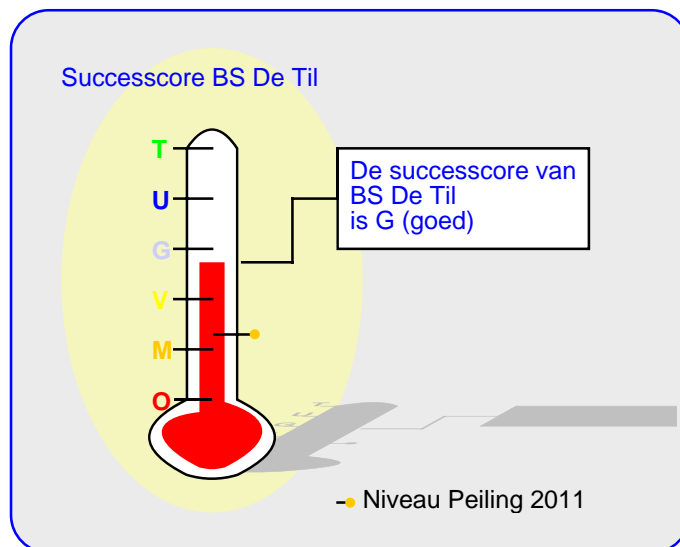 Successcore BS De Til
T
U
G
V
M
O
De successcore van
BS De Til
is G (goed)
Niveau Peiling 2011